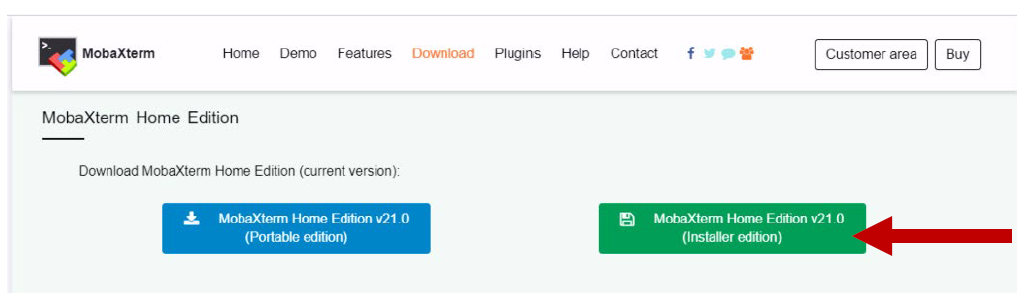 MobaXterm Home Demo Features Download Plugins Help Contact Customer area Buy
MobaXterm Home Edition
Download MobaXterm Home Edition (current version):
MobaXterm Home Edition v21.0
(Portable edition)
MobaXterm Home Edition v21.0
(Installer edition)